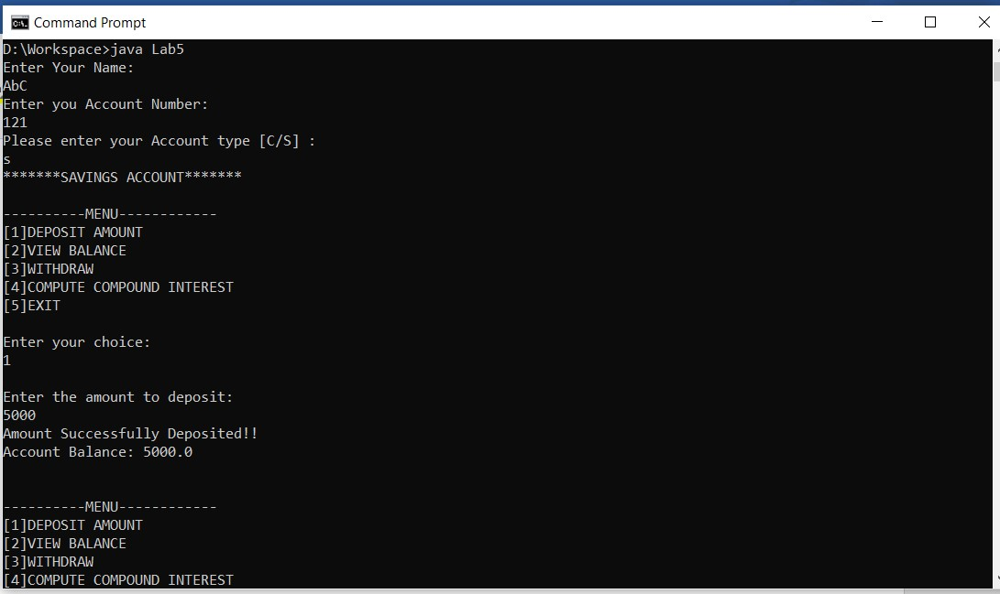 Command Prompt
D:\Workspace>java Lab5
Enter Your Name:
AbC
Enter you Account Number:
121
Please enter your Account type [C/S] :
s
*******SAVINGS ACCOUNT*******
----------MENU------------
[1]DEPOSIT AMOUNT
[2]VIEW BALANCE
[3]WITHDRAW
[4]COMPUTE COMPOUND INTEREST
[5]EXIT
Enter your choice:
1
Enter the amount to deposit:
5000
Amount Successfully Deposited!!
Account Balance: 5000.0
----------MENU------------
[1]DEPOSIT AMOUNT
[2]VIEW BALANCE
[3]WITHDRAW
[4]COMPUTE COMPOUND INTEREST